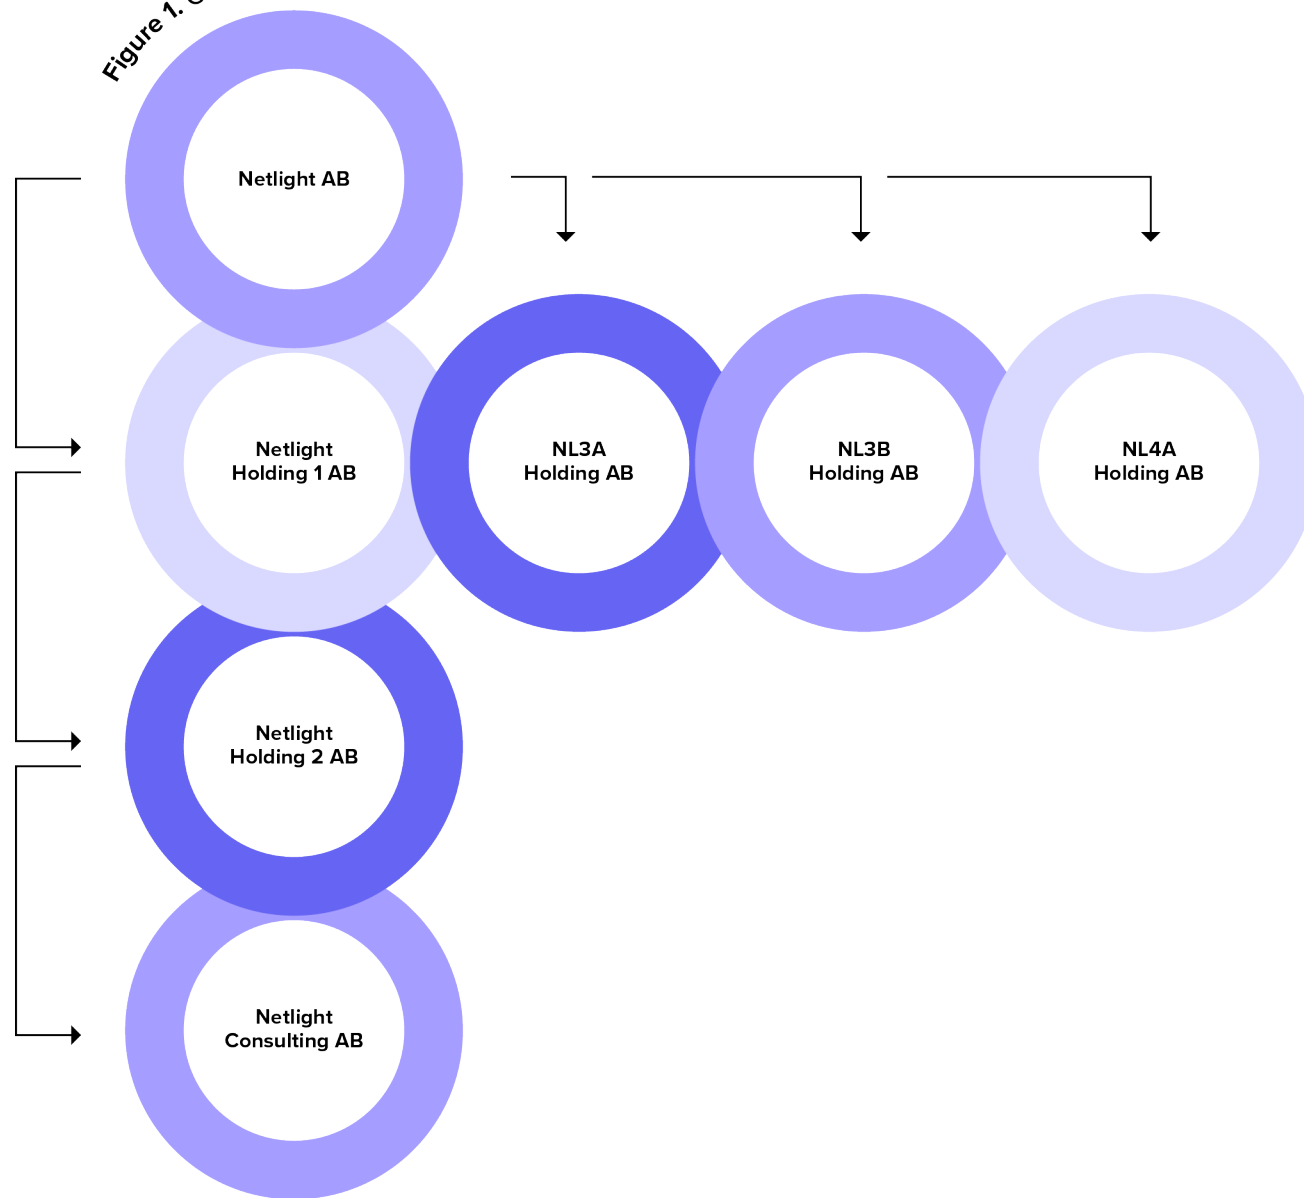 Figure 1.
Netlight AB
Netlight
Holding 1 AB
NL3A
Holding AB
NL3B
Holding AB
NL4A
Holding AB
Netlight
Holding 2 AB
Netlight
Consulting AB